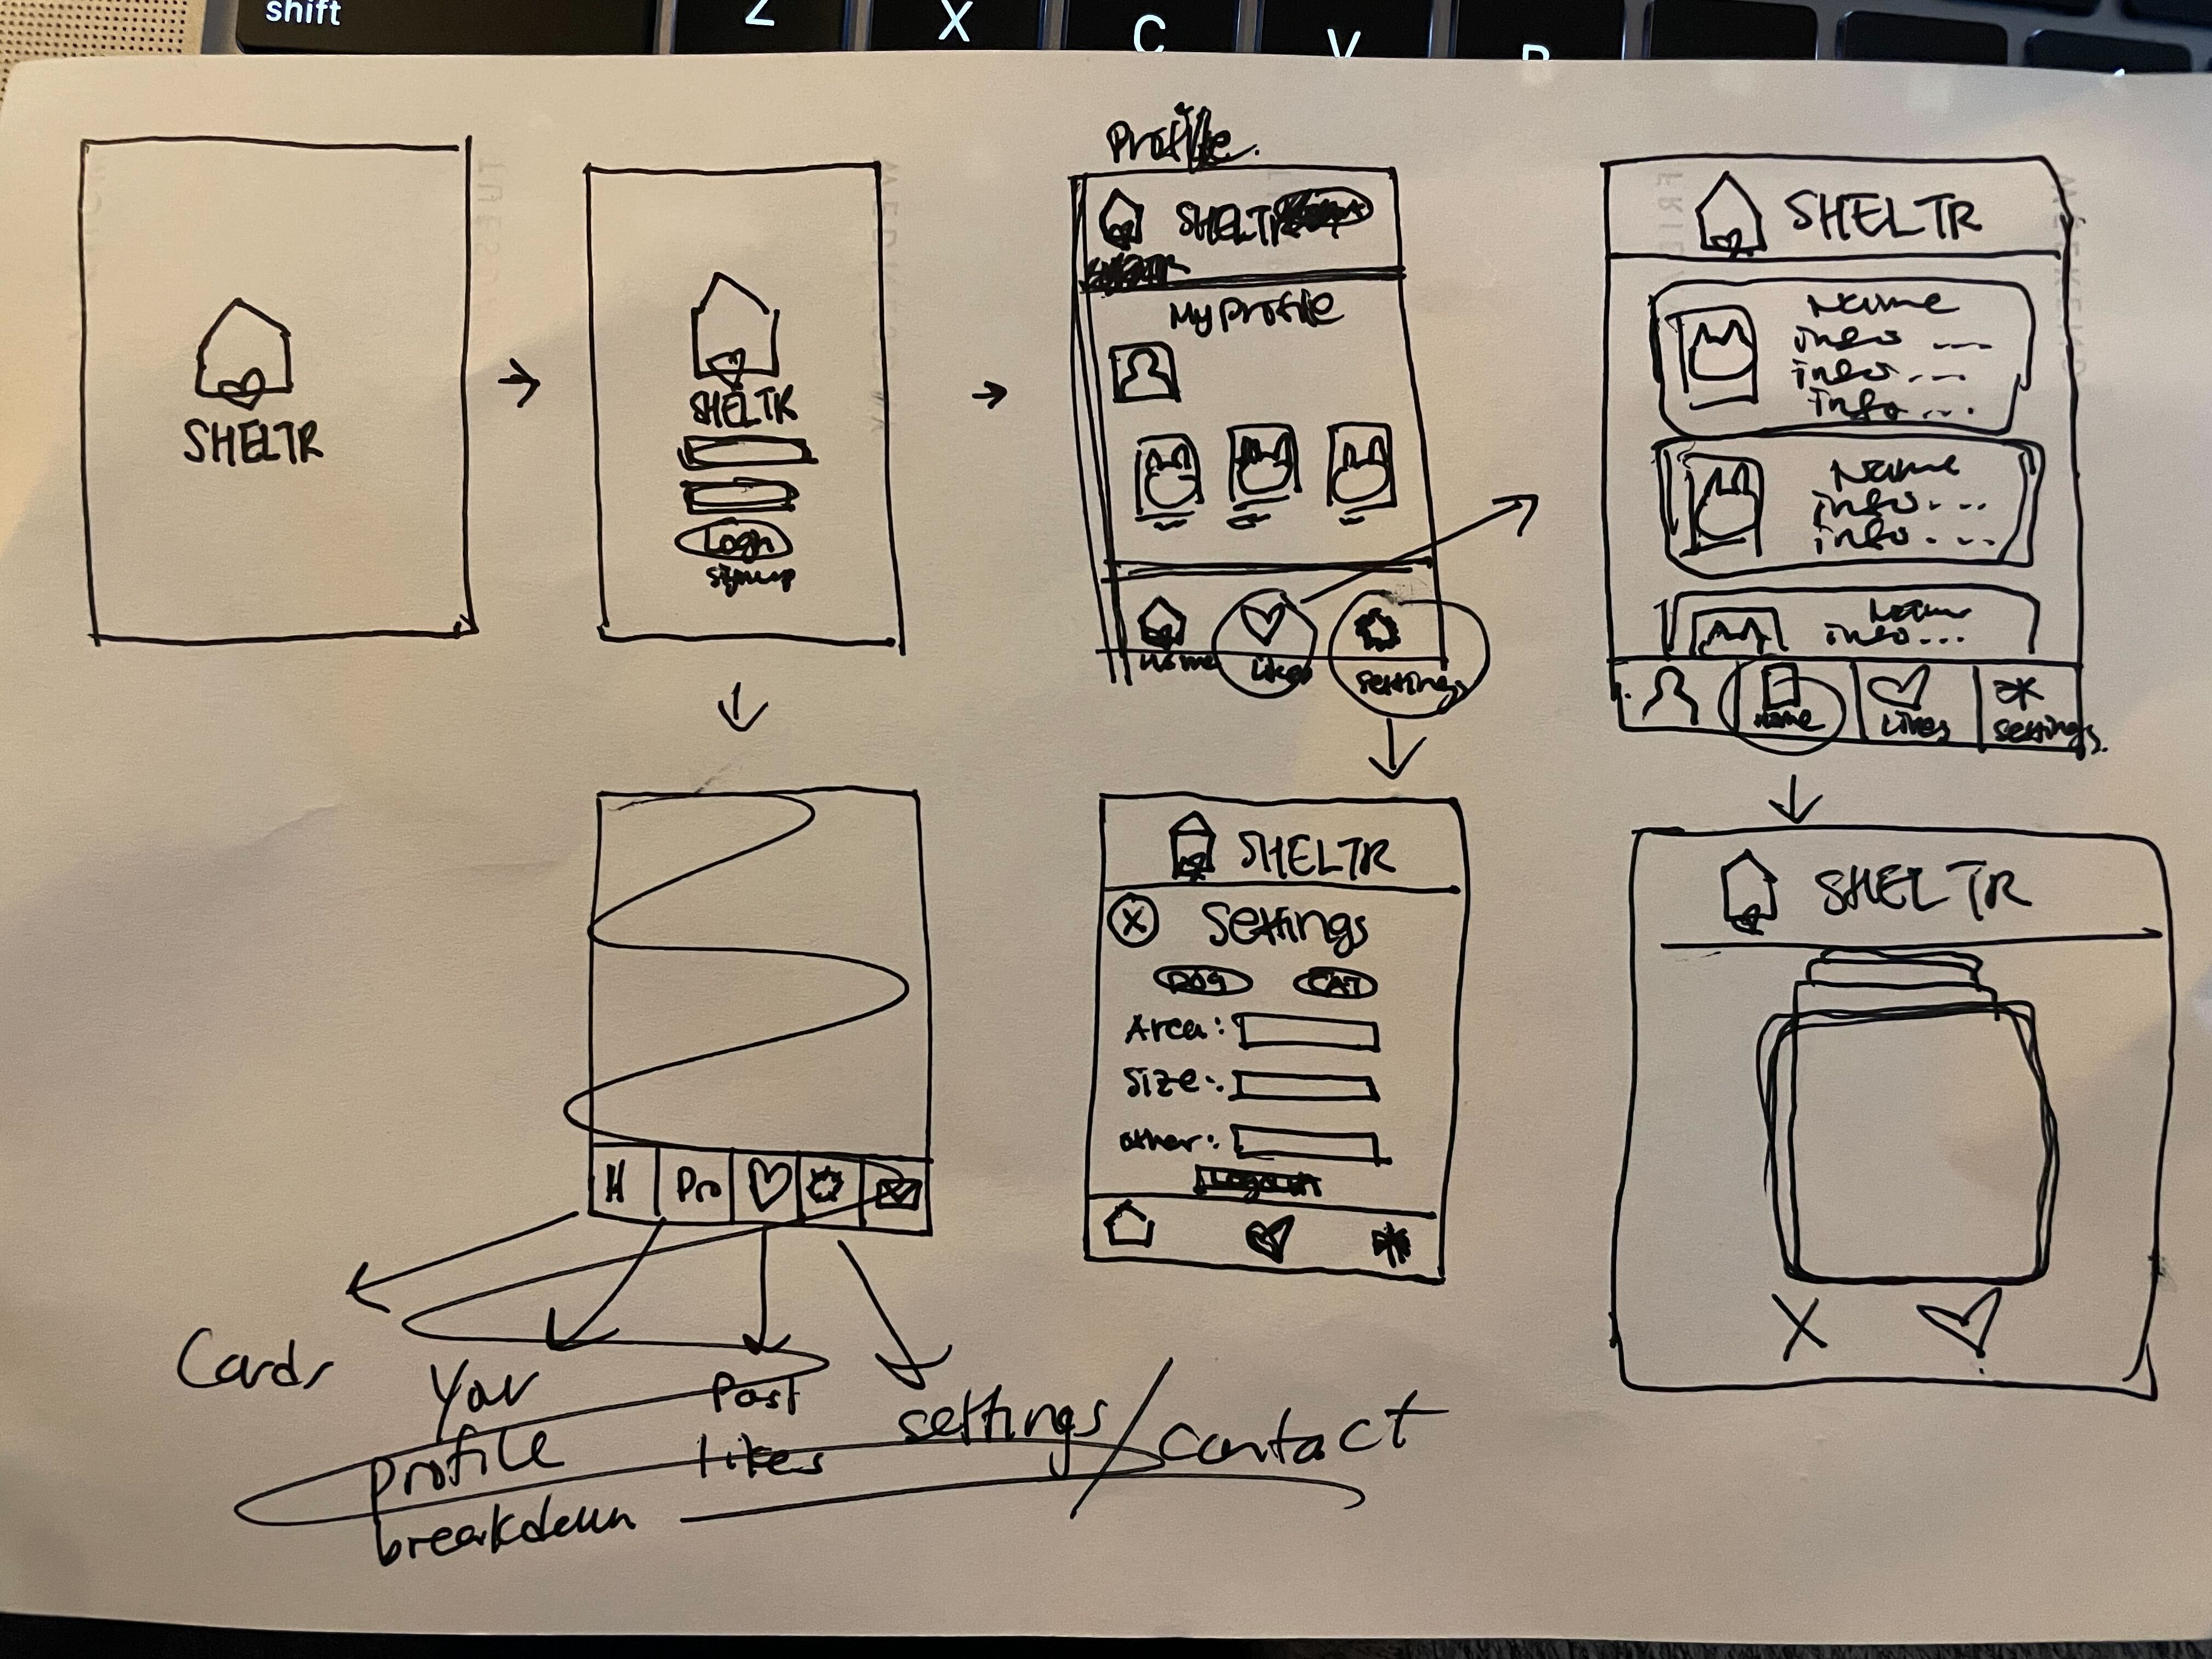 shift
Z
X
C
V
B
SHELTR
SHELTR
Login
signup
Profile.
SHELTR
My Profile
Home
Likes
settings
SHELTR
Name
info ---
info ---
info ...
Name
info ...
info ...
Name
info...
Home
Likes
settings.
H
Pro
Cards
Your
profile
breakdown
Past
likes
settings / contact
SHELTR
X
Settings
DOG
CAT
Area:
Size:
other:
Logout
SHELTR
X